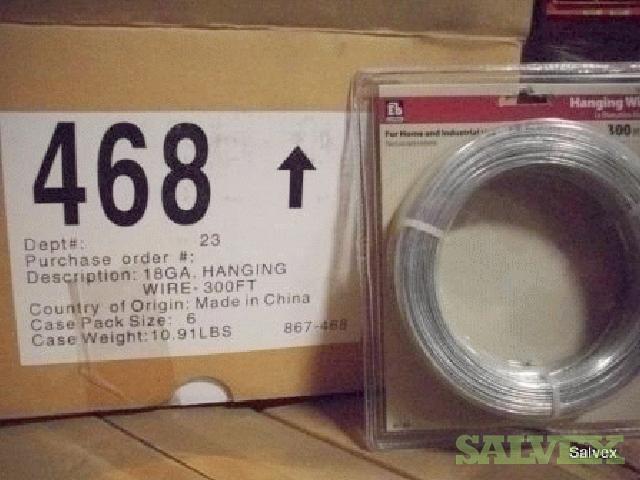 468
Dept#: 23
Purchase order #:
Description: 18GA. HANGING
WIRE-300FT
Country of Origin: Made in China
Case Pack Size: 6
Case Weight:10.91LBS 867-468
Eb
Hanging Wi
For Home and Industrial
300
SALVEX
Salvex